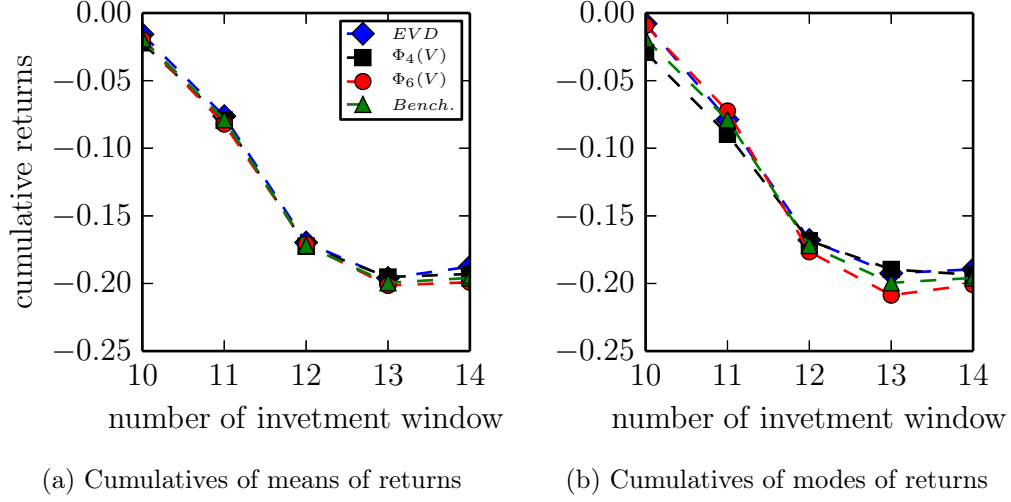 0.00
−0.05
−0.10
−0.15
−0.20
−0.25
cumulative returns
10 11 12 13 14
number of invetment window
EVD
Φ₄(V)
Φ₆(V)
Bench.
(a) Cumulatives of means of returns
0.00
−0.05
−0.10
−0.15
−0.20
−0.25
10 11 12 13 14
number of invetment window
(b) Cumulatives of modes of returns